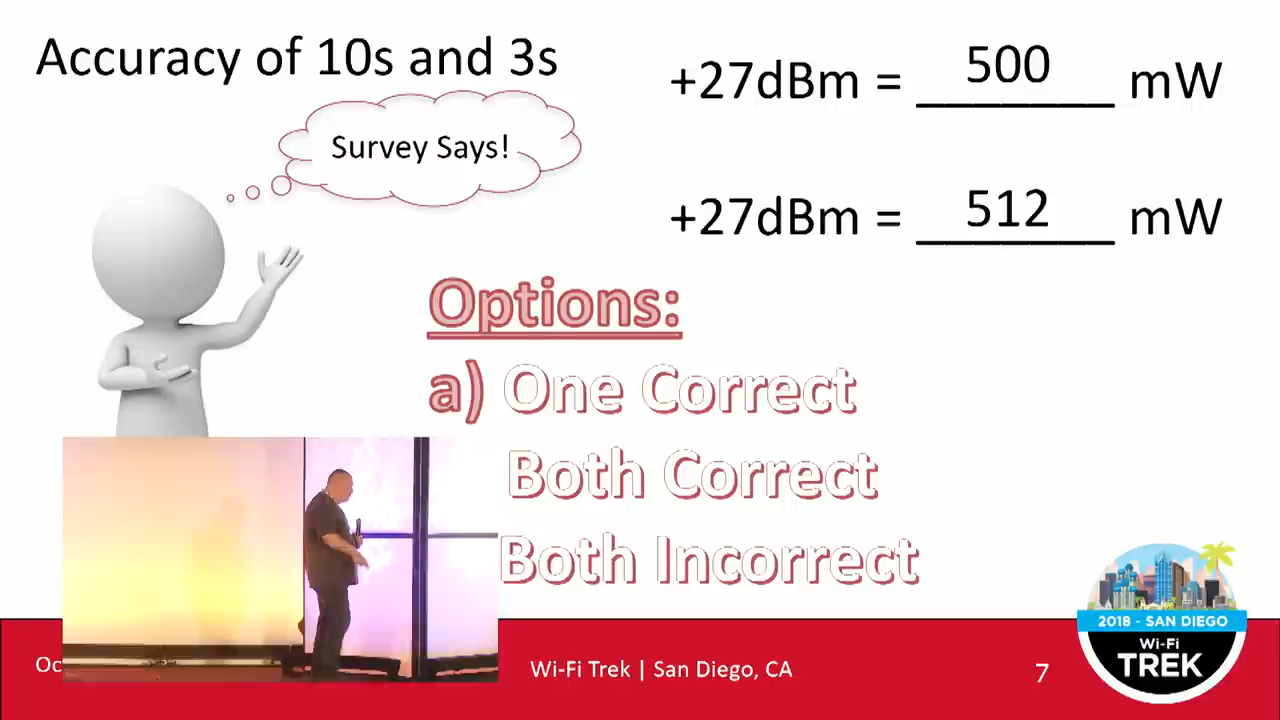 Accuracy of 10s and 3s
Survey Says!
+27dBm = 500 mW
+27dBm = 512 mW
Options:
a) One Correct
Both Correct
Both Incorrect
Oc
Wi-Fi Trek | San Diego, CA
7
2018 - SAN DIEGO
Wi-Fi
TREK